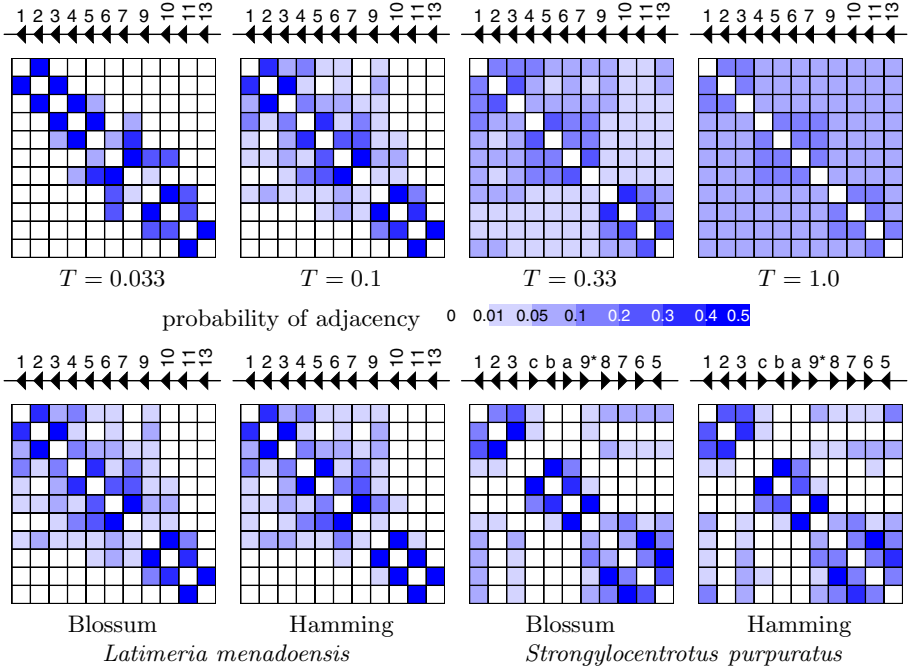 1 2 3 4 5 6 7 8 9 10 11 13
1 2 3 4 5 6 7 8 9 10 11 13
1 2 3 4 5 6 7 8 9 10 11 13
1 2 3 4 5 6 7 8 9 10 11 13
T = 0.033
T = 0.1
T = 0.33
T = 1.0
probability of adjacency 0 0.01 0.05 0.1 0.2 0.3 0.4 0.5
1 2 3 4 5 6 7 8 9 10 11 13
1 2 3 4 5 6 7 8 9 10 11 13
1 2 3 c b a 9* 8 7 6 5
1 2 3 c b a 9* 8 7 6 5
Blossum
Hamming
Blossum
Hamming
Latimeria menadoensis
Strongylocentrotus purpuratus